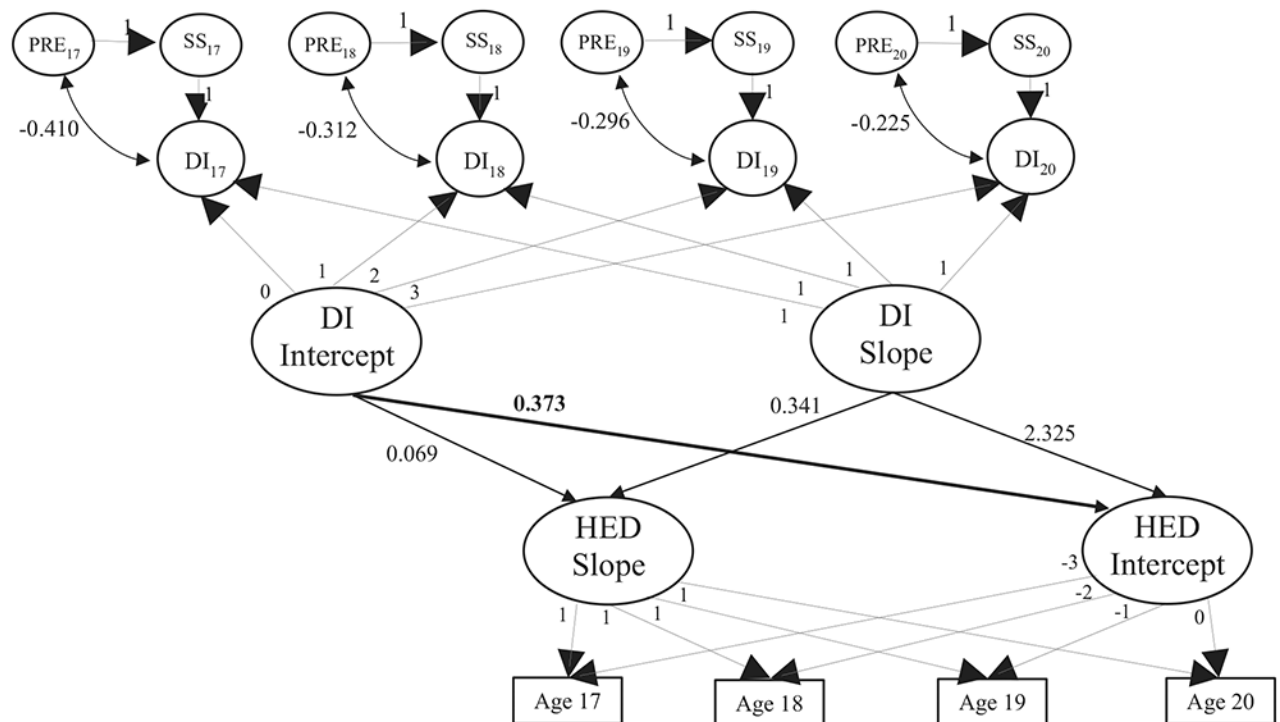 PRE17
1
SS17
PRE18
1
SS18
PRE19
1
SS19
PRE20
1
SS20
1
1
1
1
-0.410
-0.312
-0.296
-0.225
DI17
DI18
DI19
DI20
0
1
2
3
1
1
1
1
DI
Intercept
DI
Slope
0.373
0.341
0.069
2.325
HED
Slope
HED
Intercept
1
1
1
1
-3
-2
-1
0
Age 17
Age 18
Age 19
Age 20